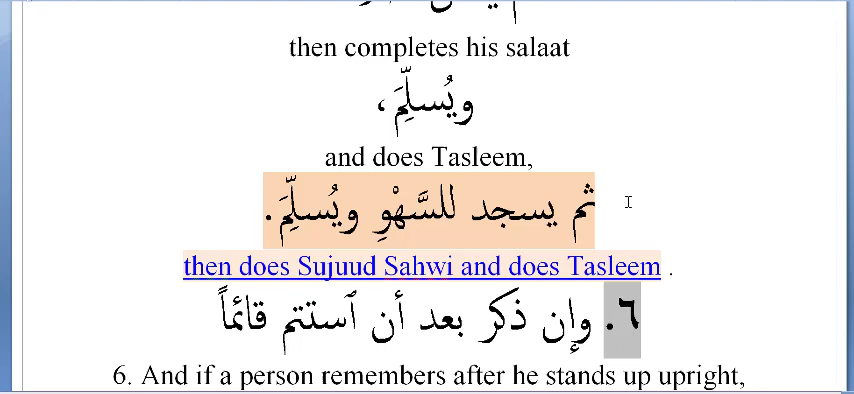 then completes his salaat
ويُسلِّمَ،
and does Tasleem,
ثم يسجد للسَّهْوِ ويُسلِّمَ.
then does Sujuud Sahwi and does Tasleem .
٦. وإن ذكر بعد أن ٱستتم قائماً
6. And if a person remembers after he stands up upright,